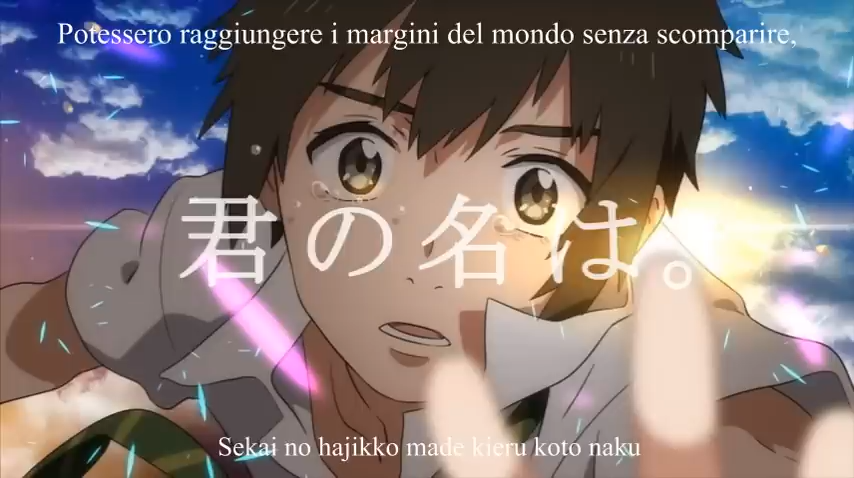 Potessero raggiungere i margini del mondo senza scomparire,
君の名は。
Sekai no hajikko made kieru koto naku